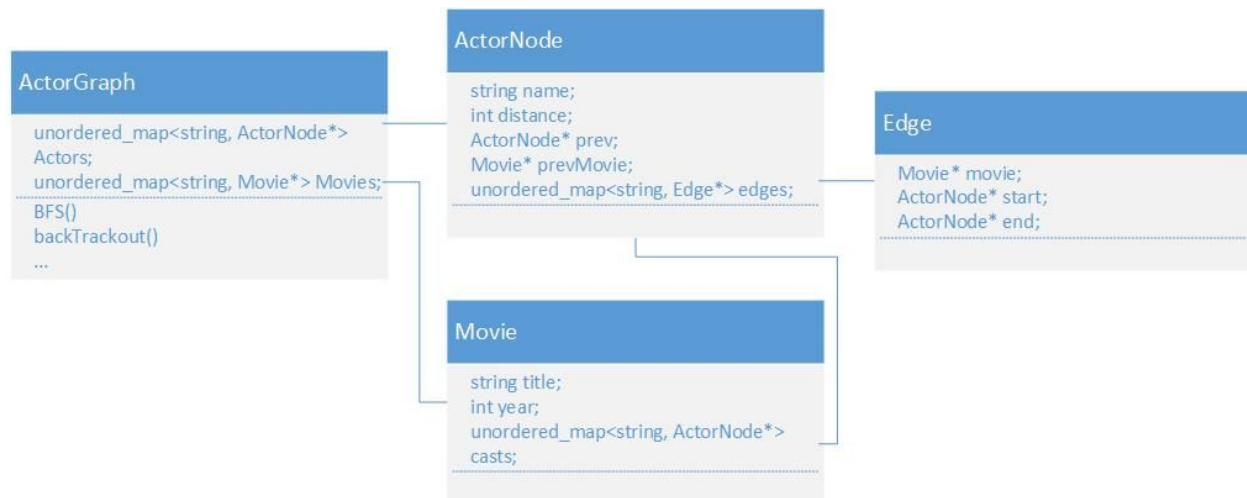 ActorGraph
unordered_map<string, ActorNode*>
Actors;
unordered_map<string, Movie*> Movies;
BFS()
backTrackout()
...
ActorNode
string name;
int distance;
ActorNode* prev;
Movie* prevMovie;
unordered_map<string, Edge*> edges;
Edge
Movie* movie;
ActorNode* start;
ActorNode* end;
Movie
string title;
int year;
unordered_map<string, ActorNode*>
casts;